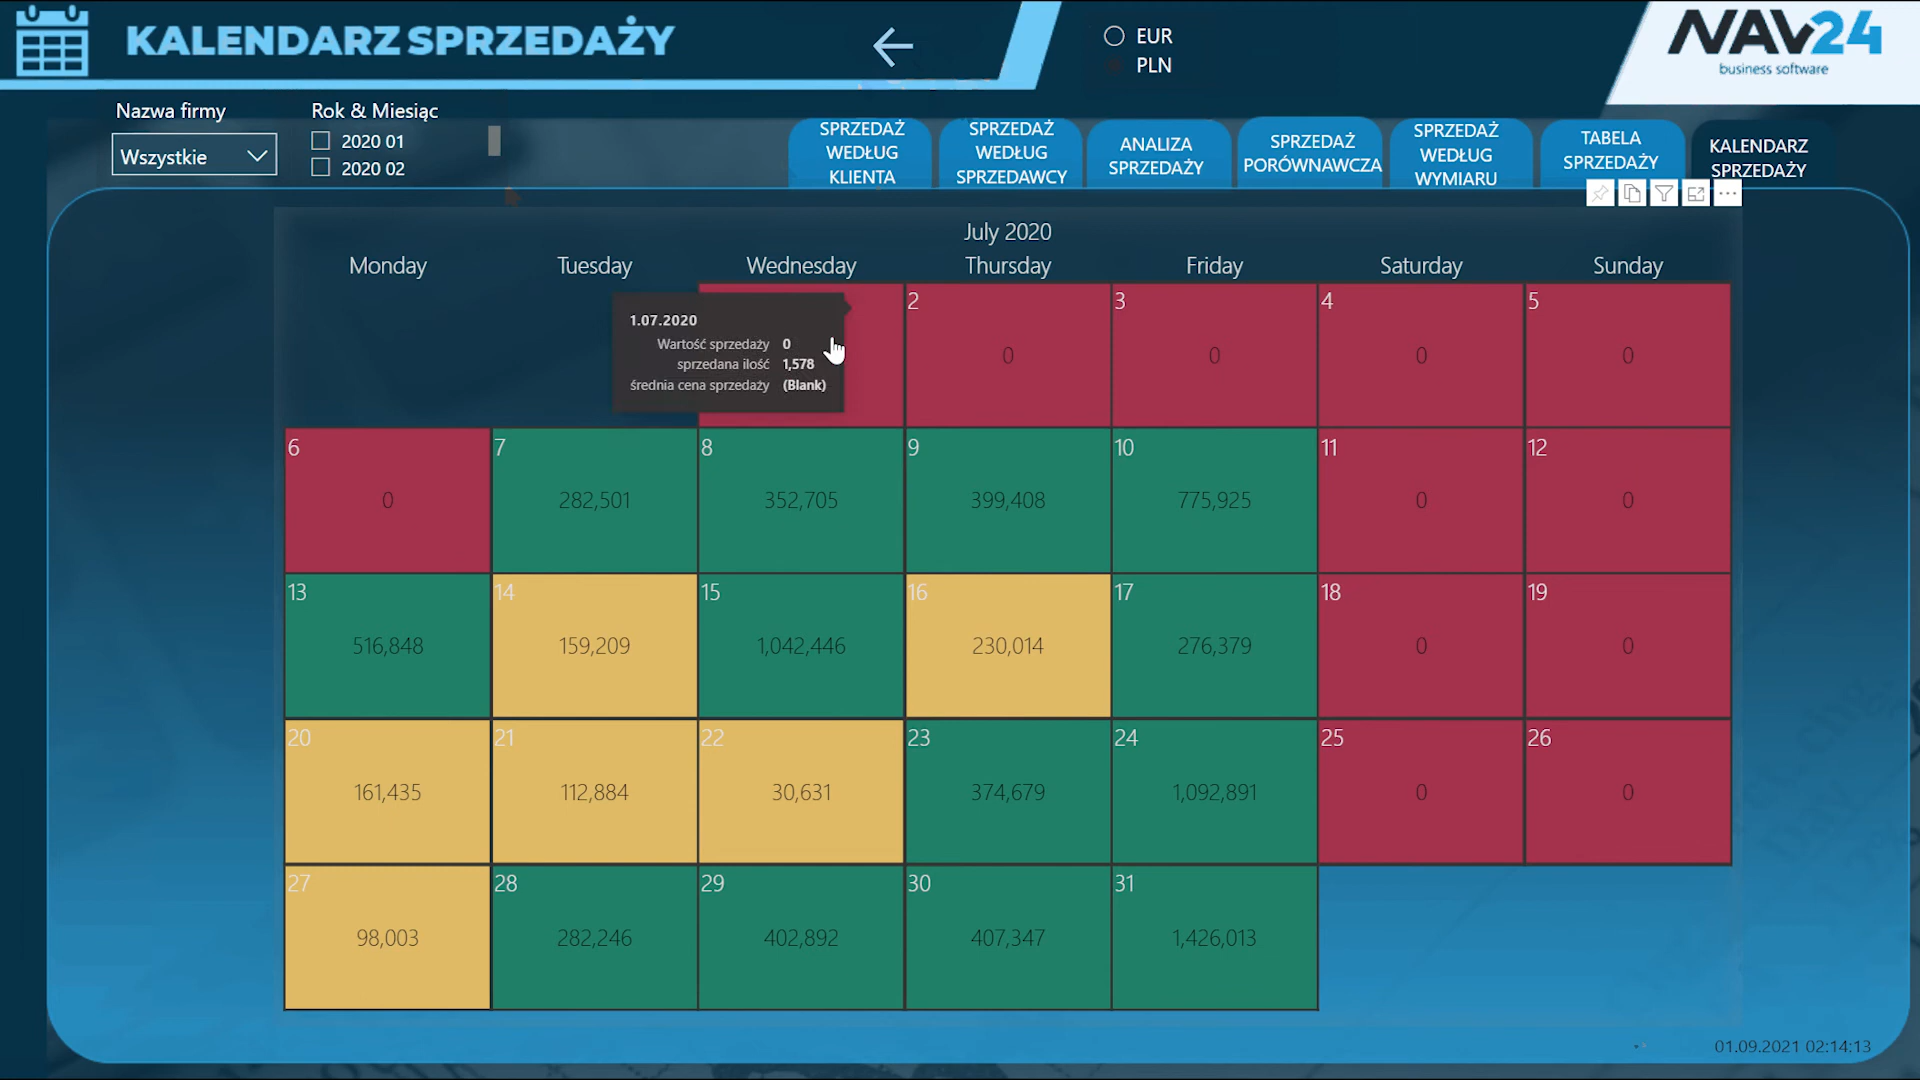 KALENDARZ SPRZEDAŻY
EUR
PLN
NAV24
business software
Nazwa firmy
Wszystkie
Rok & Miesiąc
2020 01
2020 02
SPRZEDAŻ
WEDŁUG
KLIENTA
SPRZEDAŻ
WEDŁUG
SPRZEDAWCY
ANALIZA
SPRZEDAŻY
SPRZEDAŻ
PORÓWNAWCZA
SPRZEDAŻ
WEDŁUG
WYMIARU
TABELA
SPRZEDAŻY
KALENDARZ
SPRZEDAŻY
July 2020
Monday Tuesday Wednesday Thursday Friday Saturday Sunday
1.07.2020
Wartość sprzedaży 0
sprzedana ilość 1,578
średnia cena sprzedaży (Blank)
2 3 4 5
0 0 0 0
6 7 8 9 10 11 12
0 282,501 352,705 399,408 775,925 0 0
13 14 15 16 17 18 19
516,848 159,209 1,042,446 230,014 276,379 0 0
20 21 22 23 24 25 26
161,435 112,884 30,631 374,679 1,092,891 0 0
27 28 29 30 31
98,003 282,246 402,892 407,347 1,426,013
01.09.2021 02:14:13